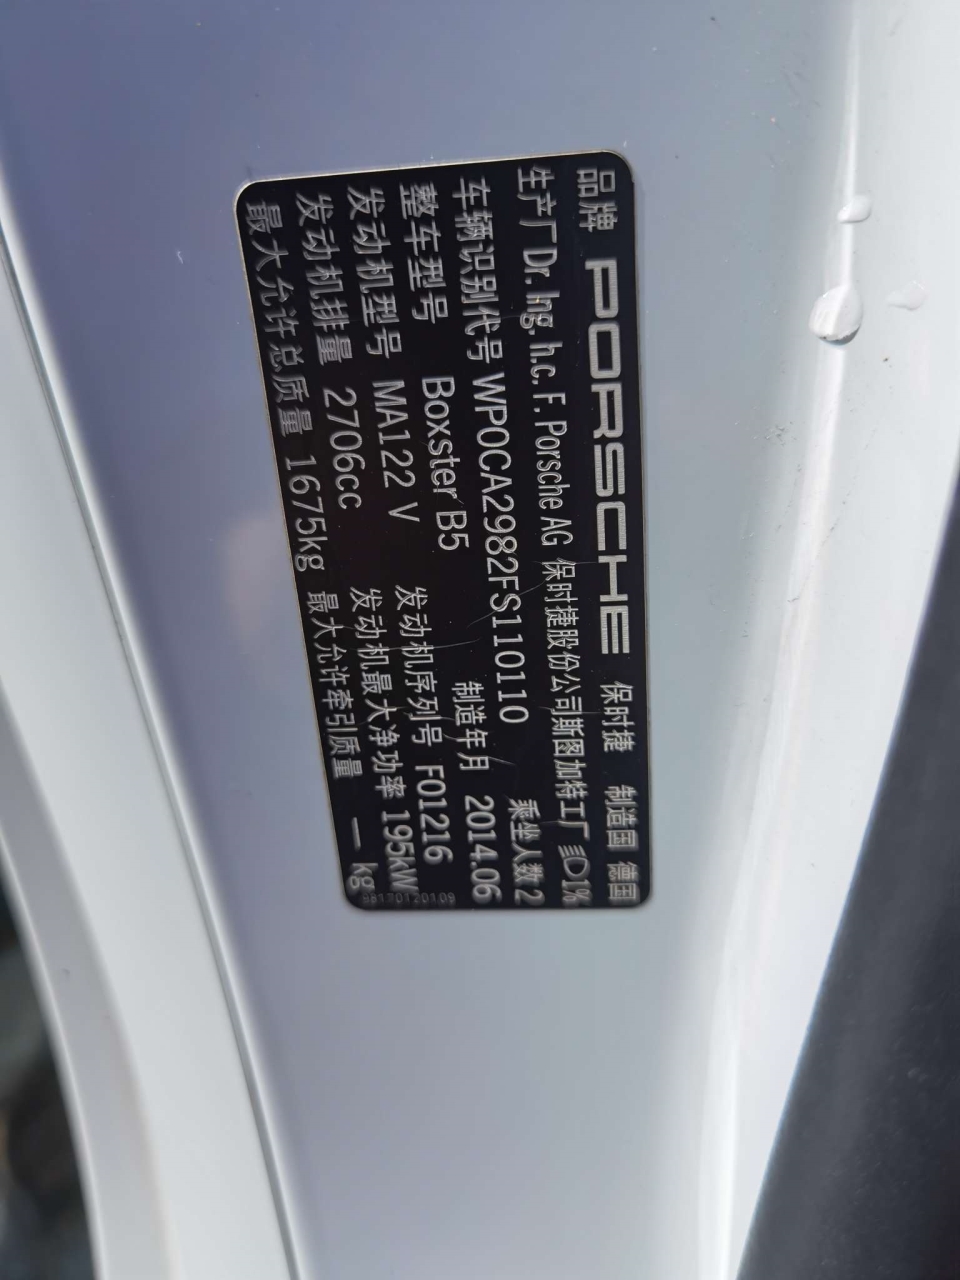 品牌 PORSCHE 保时捷 制造国 德国
生产厂Dr. Ing. h.c. F. Porsche AG 保时捷股份公司斯图加特工厂 1%
车辆识别代号 WP0CA2982FS110110 乘坐人数 2
整车型号 Boxster B5 制造年月 2014.06
发动机型号 MA122 V 发动机序列号 F01216
发动机排量 2706cc 发动机最大净功率 195kW
最大允许总质量 1675kg 最大允许牵引质量 — kg
98170120109